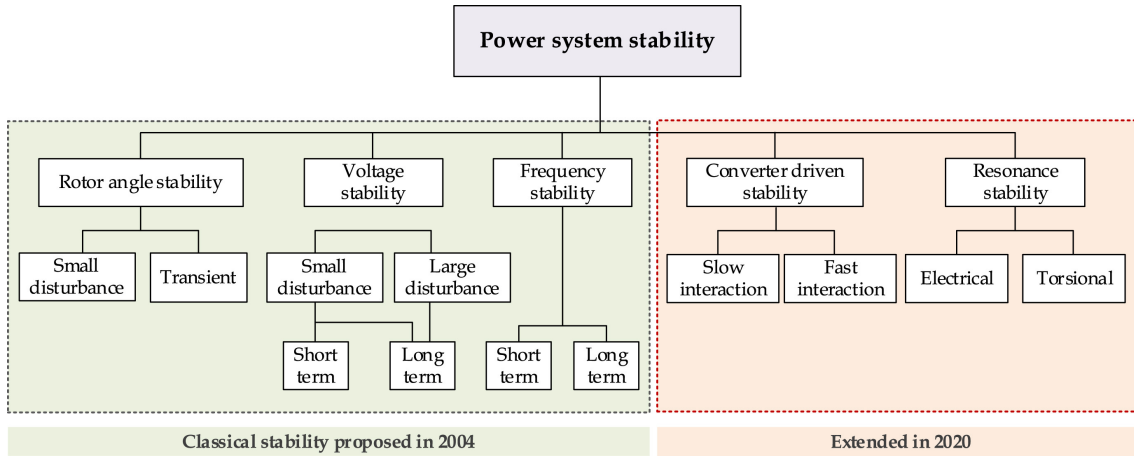 Power system stability
Rotor angle stability
Voltage
stability
Frequency
stability
Converter driven
stability
Resonance
stability
Small
disturbance
Transient
Small
disturbance
Large
disturbance
Slow
interaction
Fast
interaction
Electrical
Torsional
Short
term
Long
term
Short
term
Long
term
Classical stability proposed in 2004
Extended in 2020